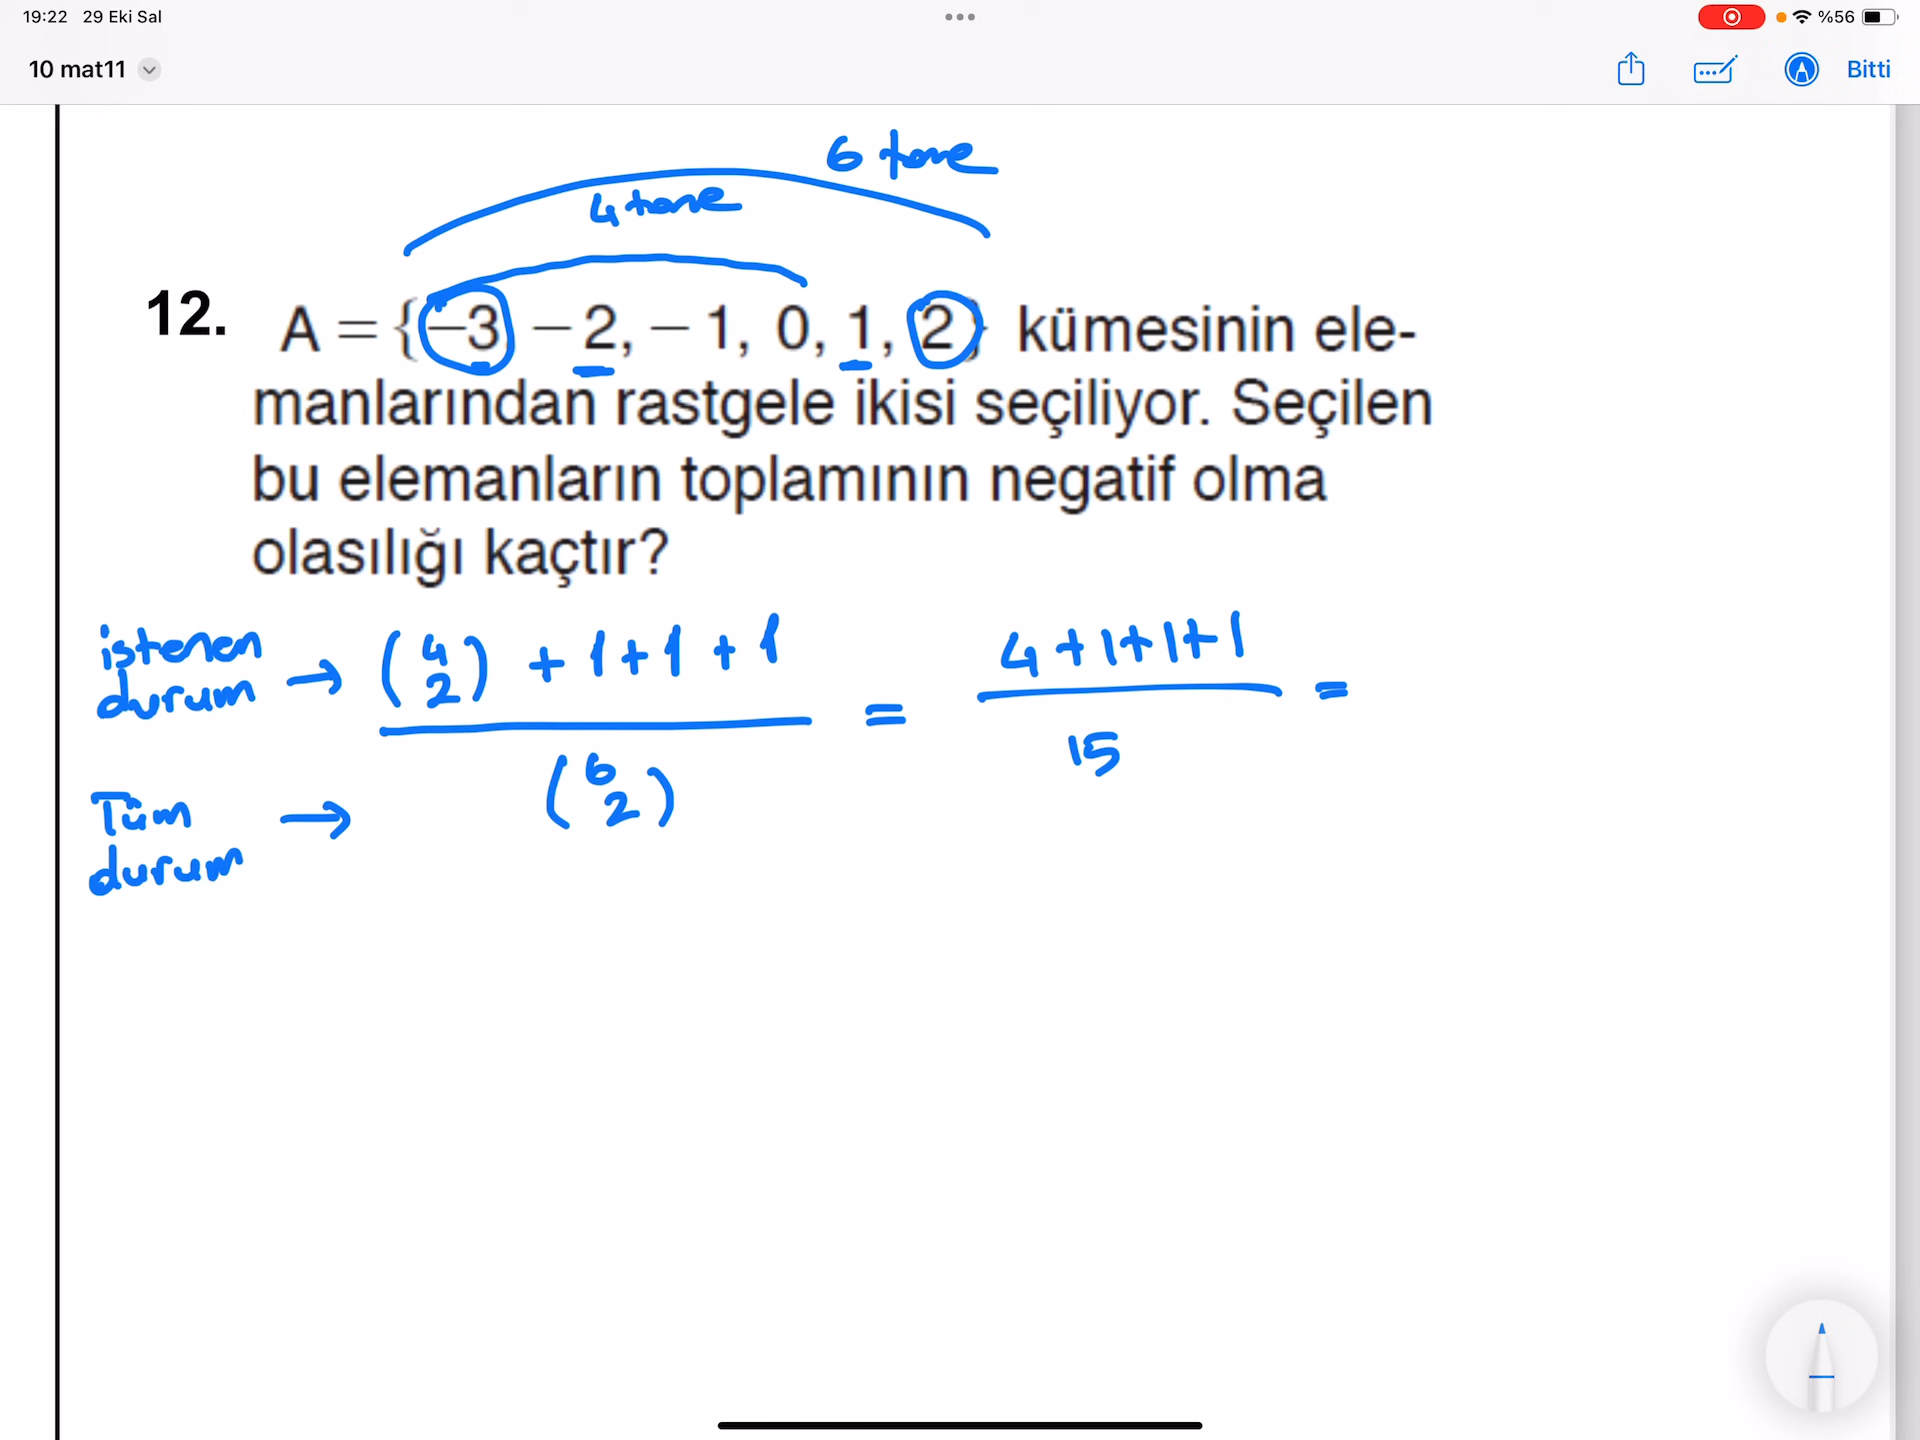 19:22 29 Eki Sal
%56
10 mat11
Bitti
6 tane
4 tane
12. A = {−3, −2, −1, 0, 1, 2} kümesinin ele-
manlarından rastgele ikisi seçiliyor. Seçilen
bu elemanların toplamının negatif olma
olasılığı kaçtır?
istenen durum → (4 2) + 1 + 1 + 1 = 4+1+1+1 =
Tüm durum → (6 2) 15